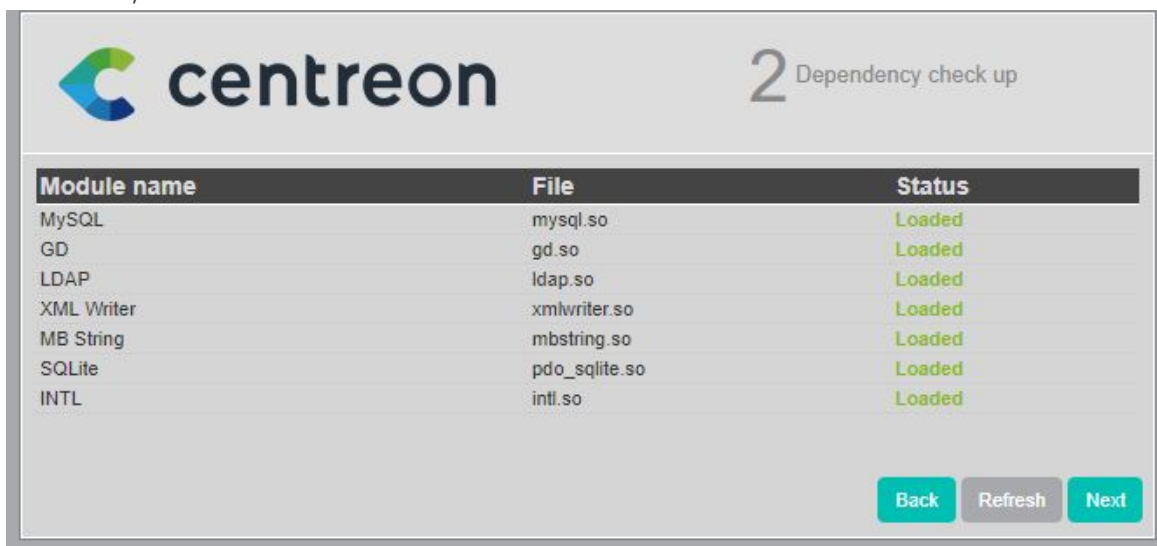 centreon
2 Dependency check up
Module name File Status
MySQL mysql.so Loaded
GD gd.so Loaded
LDAP ldap.so Loaded
XML Writer xmlwriter.so Loaded
MB String mbstring.so Loaded
SQLite pdo_sqlite.so Loaded
INTL intl.so Loaded
Back Refresh Next